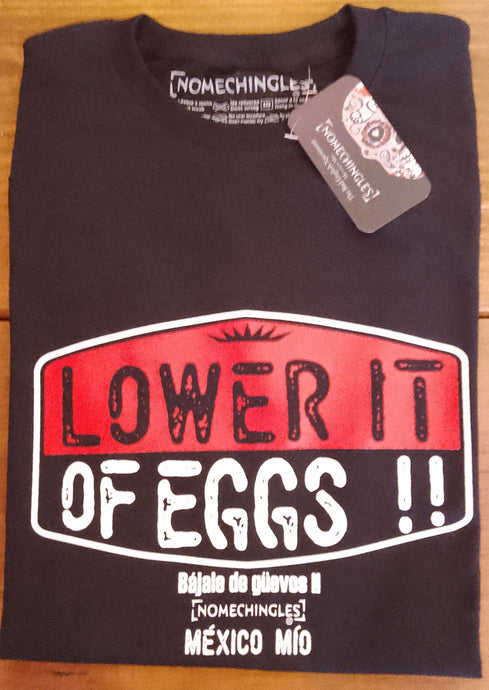 [NOMECHINGLES]
[NOMECHINGLES]
LOWER IT
OF EGGS !!
Bájale de güevos !!
[NOMECHINGLES]
MÉXICO MÍO